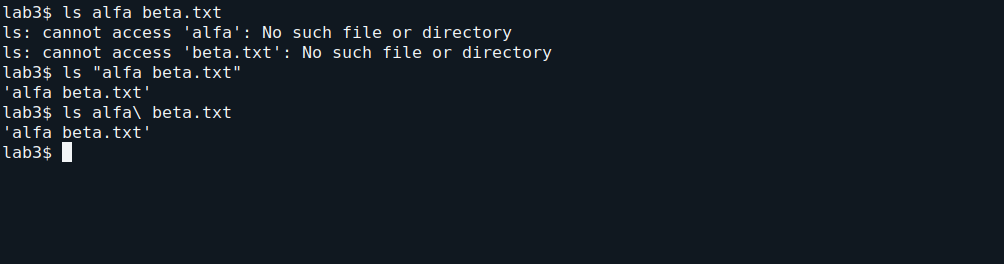 lab3$ ls alfa beta.txt
ls: cannot access 'alfa': No such file or directory
ls: cannot access 'beta.txt': No such file or directory
lab3$ ls "alfa beta.txt"
'alfa beta.txt'
lab3$ ls alfa\ beta.txt
'alfa beta.txt'
lab3$